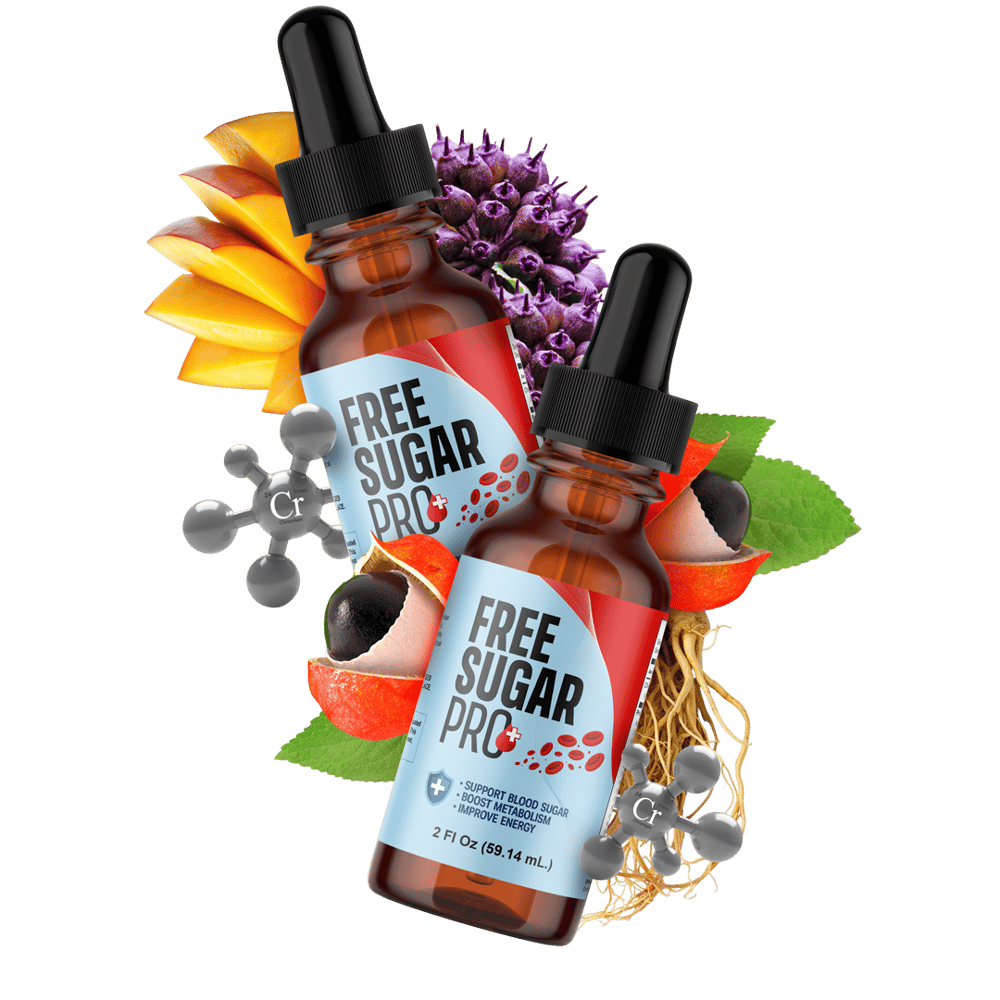 FREE
SUGAR
PRO
Cr
Chromium
FREE
SUGAR
PRO
• SUPPORT BLOOD SUGAR
• BOOST METABOLISM
• IMPROVE ENERGY
2 Fl Oz (59.14 mL.)
Cr